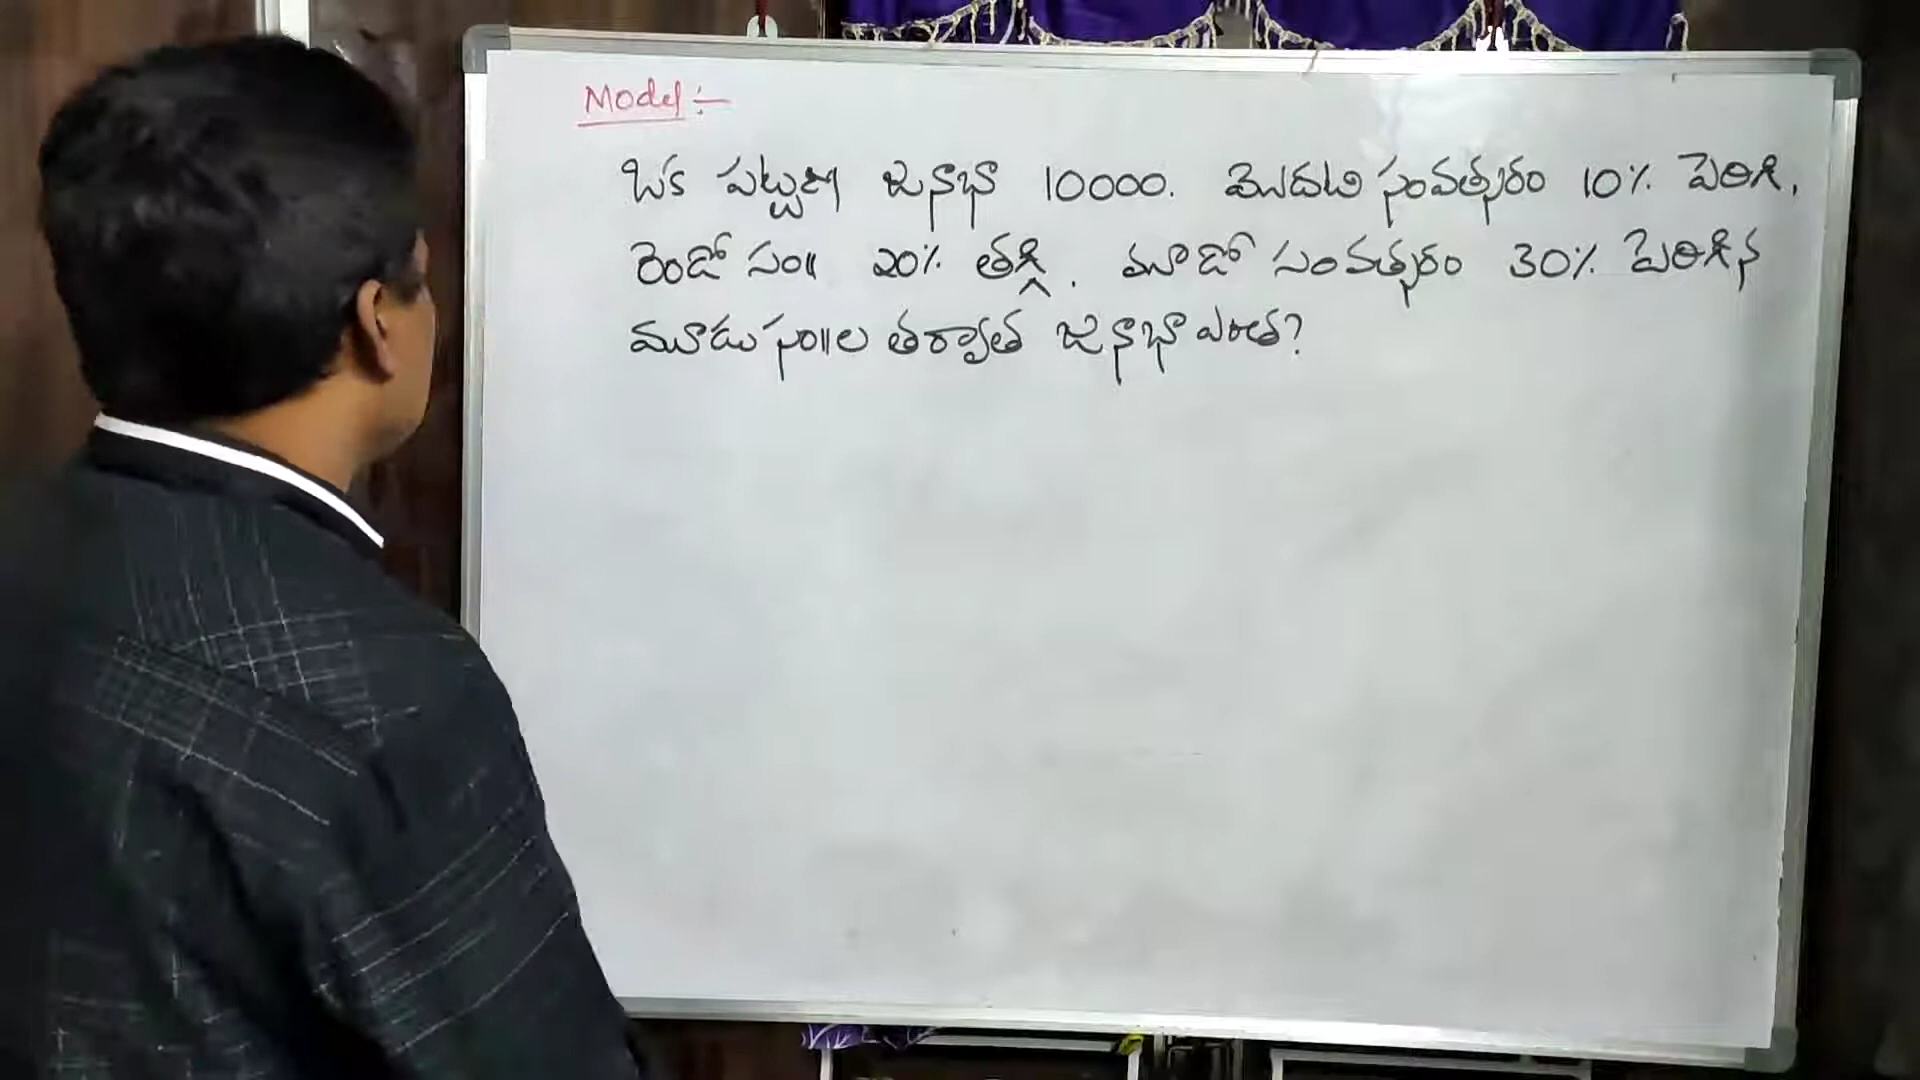 Model :-
ఒక పట్టణ జనాభా 10000. మొదటి సంవత్సరం 10% పెరిగి,
రెండో సం॥ 20% తగ్గి. మూడో సంవత్సరం 30% పెరిగిన
మూడు సం॥ల తర్వాత జనాభా ఎంత?